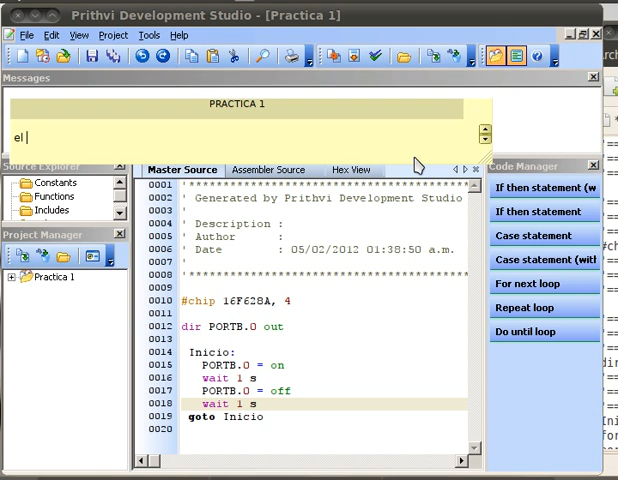 Prithvi Development Studio - [Practica 1]
File Edit View Project Tools Help
Messages
PRACTICA 1
el
Source Explorer
Constants
Functions
Includes
Project Manager
Practica 1
Master Source Assembler Source Hex View
0001 '***********************************
0002 ' Generated by Prithvi Development Studio
0003 '
0004 ' Description :
0005 ' Author :
0006 ' Date : 05/02/2012 01:38:50 a.m.
0007 '
0008 '***********************************
0009
0010 #chip 16F628A, 4
0011
0012 dir PORTB.0 out
0013
0014 Inicio:
0015 PORTB.0 = on
0016 wait 1 s
0017 PORTB.0 = off
0018 wait 1 s
0019 goto Inicio
0020
Code Manager
If then statement (w
If then statement
Case statement
Case statement (with
For next loop
Repeat loop
Do until loop